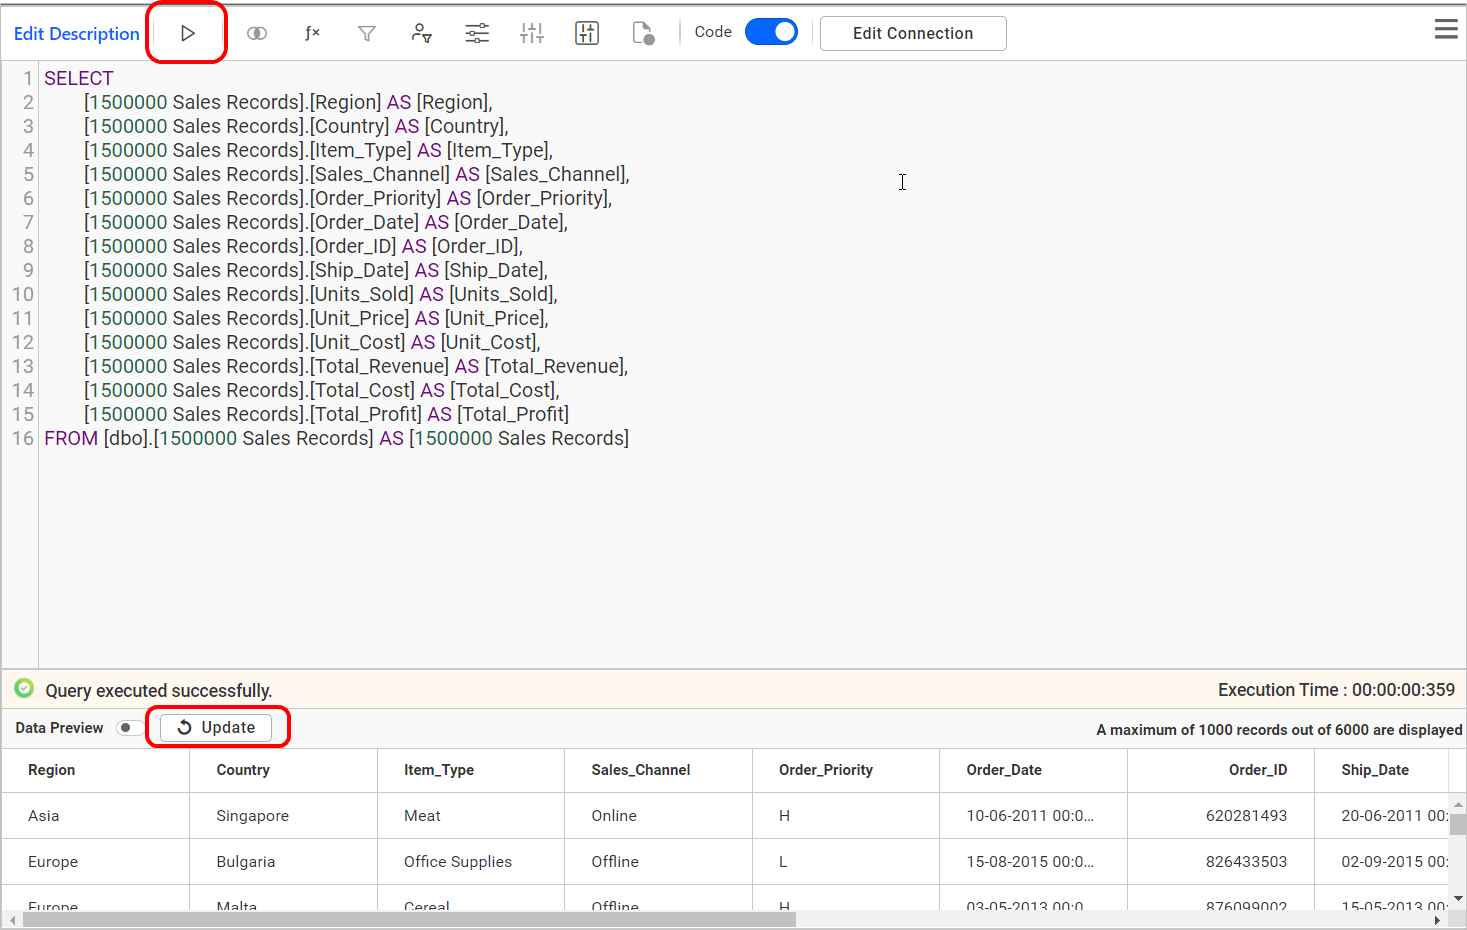 Edit Description
ƒx
Code
Edit Connection
1 SELECT
2 [1500000 Sales Records].[Region] AS [Region],
3 [1500000 Sales Records].[Country] AS [Country],
4 [1500000 Sales Records].[Item_Type] AS [Item_Type],
5 [1500000 Sales Records].[Sales_Channel] AS [Sales_Channel],
6 [1500000 Sales Records].[Order_Priority] AS [Order_Priority],
7 [1500000 Sales Records].[Order_Date] AS [Order_Date],
8 [1500000 Sales Records].[Order_ID] AS [Order_ID],
9 [1500000 Sales Records].[Ship_Date] AS [Ship_Date],
10 [1500000 Sales Records].[Units_Sold] AS [Units_Sold],
11 [1500000 Sales Records].[Unit_Price] AS [Unit_Price],
12 [1500000 Sales Records].[Unit_Cost] AS [Unit_Cost],
13 [1500000 Sales Records].[Total_Revenue] AS [Total_Revenue],
14 [1500000 Sales Records].[Total_Cost] AS [Total_Cost],
15 [1500000 Sales Records].[Total_Profit] AS [Total_Profit]
16 FROM [dbo].[1500000 Sales Records] AS [1500000 Sales Records]
Query executed successfully. Execution Time : 00:00:00:359
Data Preview Update A maximum of 1000 records out of 6000 are displayed
Region Country Item_Type Sales_Channel Order_Priority Order_Date Order_ID Ship_Date
Asia Singapore Meat Online H 10-06-2011 00:0... 620281493 20-06-2011 00:
Europe Bulgaria Office Supplies Offline L 15-08-2015 00:0... 826433503 02-09-2015 00:
Europe Malta Cereal Offline H 03-05-2013 00:0 876099002 15-05-2013 00: